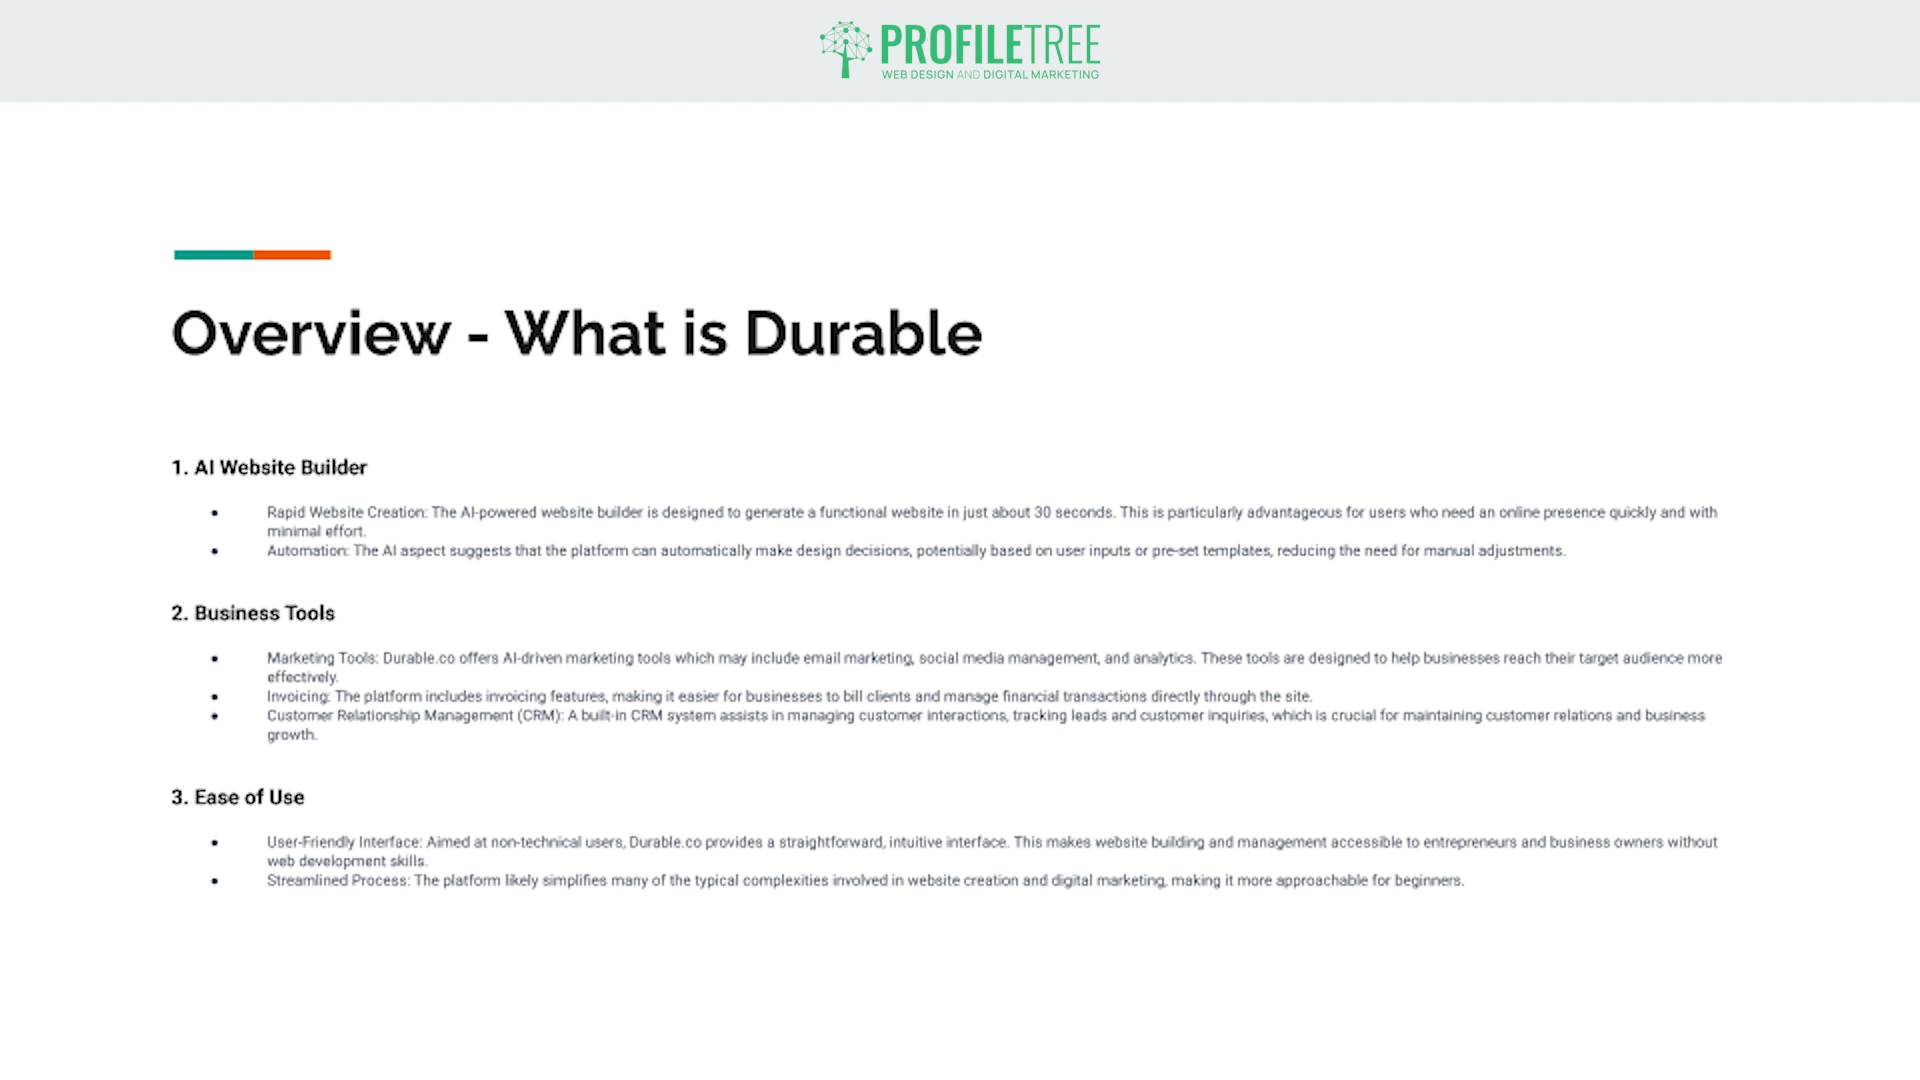 PROFILETREE
WEB DESIGN AND DIGITAL MARKETING
Overview - What is Durable
1. AI Website Builder
• Rapid Website Creation: The AI-powered website builder is designed to generate a functional website in just about 30 seconds. This is particularly advantageous for users who need an online presence quickly and with
minimal effort.
• Automation: The AI aspect suggests that the platform can automatically make design decisions, potentially based on user inputs or pre-set templates, reducing the need for manual adjustments.
2. Business Tools
• Marketing Tools: Durable.co offers AI-driven marketing tools which may include email marketing, social media management, and analytics. These tools are designed to help businesses reach their target audience more
effectively.
• Invoicing: The platform includes invoicing features, making it easier for businesses to bill clients and manage financial transactions directly through the site.
• Customer Relationship Management (CRM): A built-in CRM system assists in managing customer interactions, tracking leads and customer inquiries, which is crucial for maintaining customer relations and business
growth.
3. Ease of Use
• User-Friendly Interface: Aimed at non-technical users, Durable.co provides a straightforward, intuitive interface. This makes website building and management accessible to entrepreneurs and business owners without
web development skills.
• Streamlined Process: The platform likely simplifies many of the typical complexities involved in website creation and digital marketing, making it more approachable for beginners.